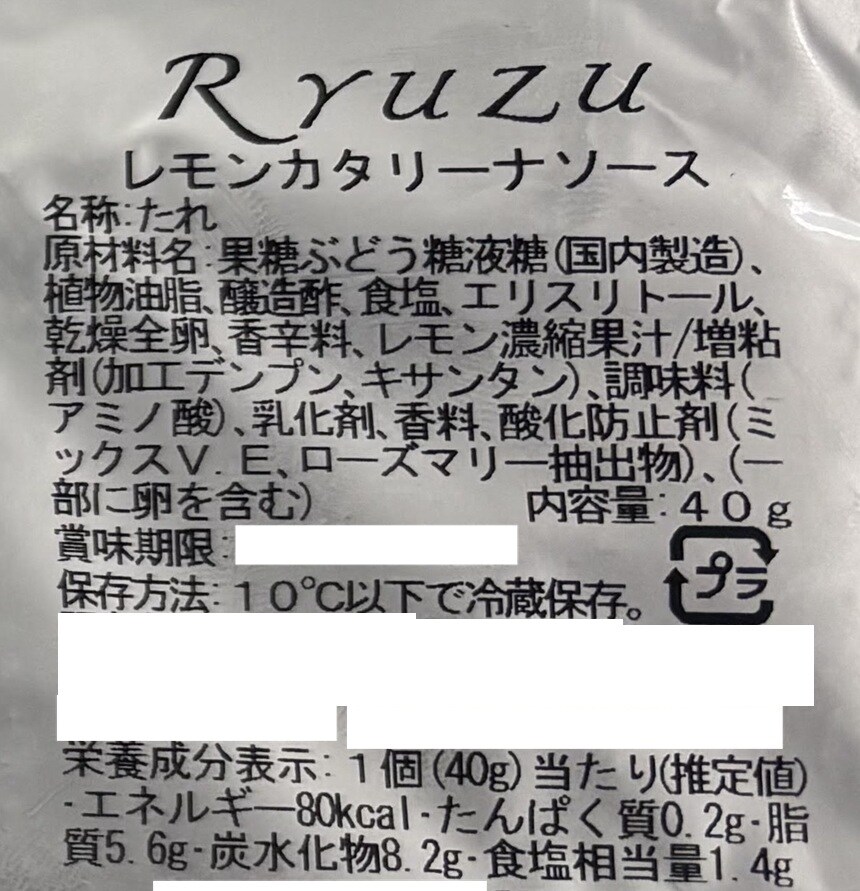 Ryuzu
レモンカタリーナソース
名称:たれ
原材料名:果糖ぶどう糖液糖(国内製造)、
植物油脂、醸造酢、食塩、エリスリトール、
乾燥全卵、香辛料、レモン濃縮果汁/増粘
剤(加工デンプン、キサンタン)、調味料(
アミノ酸)、乳化剤、香料、酸化防止剤(ミ
ックスV.E、ローズマリー抽出物)、(一
部に卵を含む) 内容量:40g
賞味期限:
プラ
保存方法:10℃以下で冷蔵保存。
栄養成分表示:1個(40g)当たり(推定値)
・エネルギー80kcal・たんぱく質0.2g・脂
質5.6g・炭水化物8.2g・食塩相当量1.4g